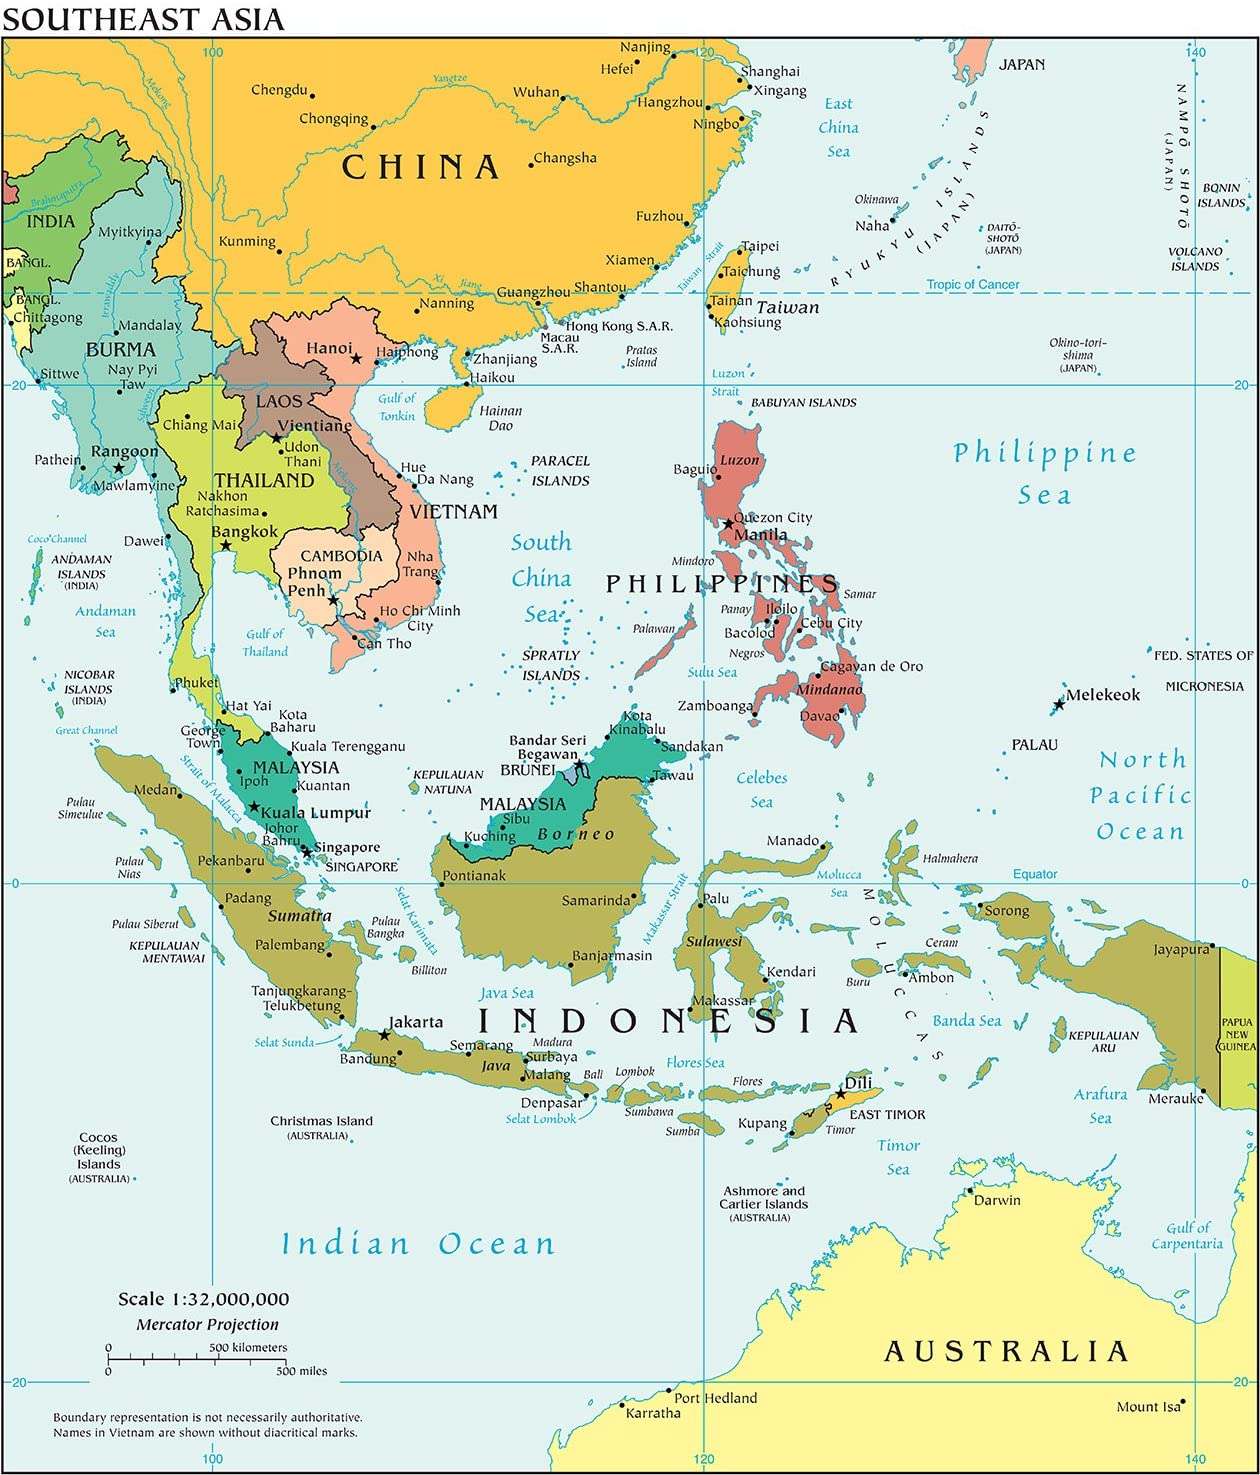 SOUTHEAST ASIA
100
120
140
Nanjing
Hefei
Shanghai
Xingang
JAPAN
Chengdu
Mekong
Yangtze
Wuhan
Hangzhou
Ningbo
East
China
Sea
Chongqing
CHINA
Changsha
NAMPŌ SHOTŌ
(JAPAN)
BONIN
ISLANDS
INDIA
Brahmaputra
Okinawa
Naha
RYUKYU ISLANDS
(JAPAN)
DAITŌ-
SHOTŌ
(JAPAN)
VOLCANO
ISLANDS
Myitkyina
Kunming
Fuzhou
Xiamen
Taiwan Strait
Taipei
Taichung
BANGL.
BANGL.
Chittagong
Irrawaddy
Xi Jiang
Guangzhou
Shantou
Nanning
Tainan
Taiwan
Kaohsiung
Tropic of Cancer
Mandalay
BURMA
Nay Pyi
Taw
Sittwe
Hanoi
Haiphong
Hong Kong S.A.R.
Macau
S.A.R.
Zhanjiang
Haikou
Pratas
Island
Okino-tori-
shima
(JAPAN)
20
20
Salween
LAOS
Gulf of
Tonkin
Hainan
Dao
Luzon
Strait
BABUYAN ISLANDS
Chiang Mai
Vientiane
Udon
Thani
Rangoon
Pathein
Mawlamyine
THAILAND
Nakhon
Ratchasima
Mekong
Hue
Da Nang
VIETNAM
PARACEL
ISLANDS
Luzon
Baguio
Philippine
Sea
Quezon City
Manila
Bangkok
Dawei
Coco Channel
ANDAMAN
ISLANDS
(INDIA)
Andaman
Sea
CAMBODIA
Phnom
Penh
Nha
Trang
Ho Chi Minh
City
Can Tho
South
China
Sea
Mindoro
PHILIPPINES
Samar
Panay
Iloilo
Cebu City
Bacolod
Negros
Palawan
Gulf of
Thailand
SPRATLY
ISLANDS
Sulu Sea
Cagayan de Oro
Mindanao
Zamboanga
Davao
FED. STATES OF
MICRONESIA
Melekeok
PALAU
NICOBAR
ISLANDS
(INDIA)
Great Channel
Phuket
Hat Yai
Kota
Baharu
George
Town
Kuala Terengganu
MALAYSIA
Ipoh
Kuantan
Kuala Lumpur
Johor
Bahru
Singapore
SINGAPORE
Strait of Malacca
KEPULAUAN
NATUNA
Bandar Seri
Begawan
BRUNEI
Kota
Kinabalu
Sandakan
Tawau
MALAYSIA
Sibu
Kuching
Borneo
Celebes
Sea
North
Pacific
Ocean
Medan
Pulau
Simeulue
Pulau
Nias
Pekanbaru
Pontianak
Manado
Halmahera
Molucca
Sea
Equator
0
0
Padang
Sumatra
Pulau Siberut
KEPULAUAN
MENTAWAI
Palembang
Pulau
Bangka
Billiton
Selat Karimata
Samarinda
Makassar Strait
Palu
Sulawesi
Banjarmasin
Kendari
Makassar
MOLUCCAS
Sorong
Ceram
Buru
Ambon
Jayapura
Tanjungkarang-
Telukbetung
Selat Sunda
Jakarta
Bandung
Java Sea
INDONESIA
Semarang
Madura
Surbaya
Java
Malang
Bali
Lombok
Denpasar
Selat Lombok
Sumbawa
Flores Sea
Flores
Sumba
Banda Sea
KEPULAUAN
ARU
PAPUA
NEW
GUINEA
Arafura
Sea
Merauke
Dili
EAST TIMOR
Timor
Kupang
Timor
Sea
Christmas Island
(AUSTRALIA)
Cocos
(Keeling)
Islands
(AUSTRALIA)
Ashmore and
Cartier Islands
(AUSTRALIA)
Darwin
Gulf of
Carpentaria
Indian Ocean
Scale 1:32,000,000
Mercator Projection
0
500 kilometers
0
500 miles
AUSTRALIA
20
20
Port Hedland
Karratha
Mount Isa
Boundary representation is not necessarily authoritative.
Names in Vietnam are shown without diacritical marks.
100
120
140